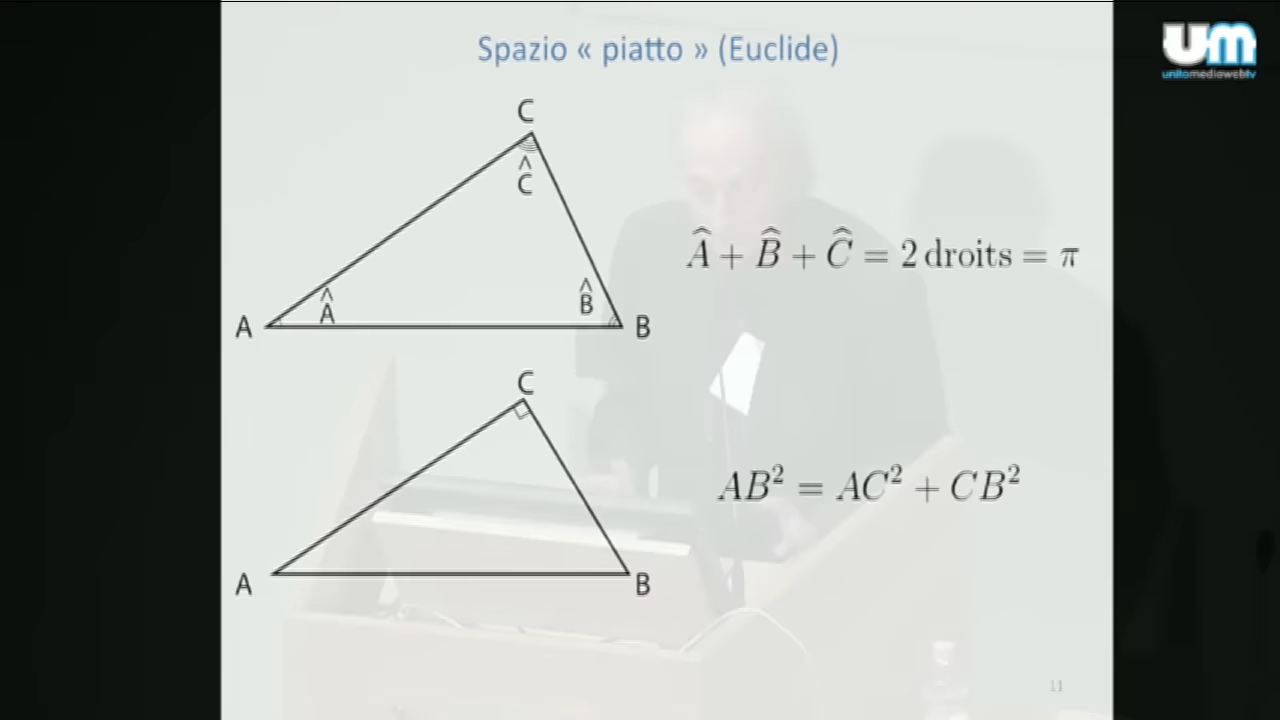 Spazio « piatto » (Euclide)
um
unitomediawebtv
C
Ĉ
Â
B̂
A
B
Â + B̂ + Ĉ = 2 droits = π
C
A
B
AB² = AC² + CB²
11